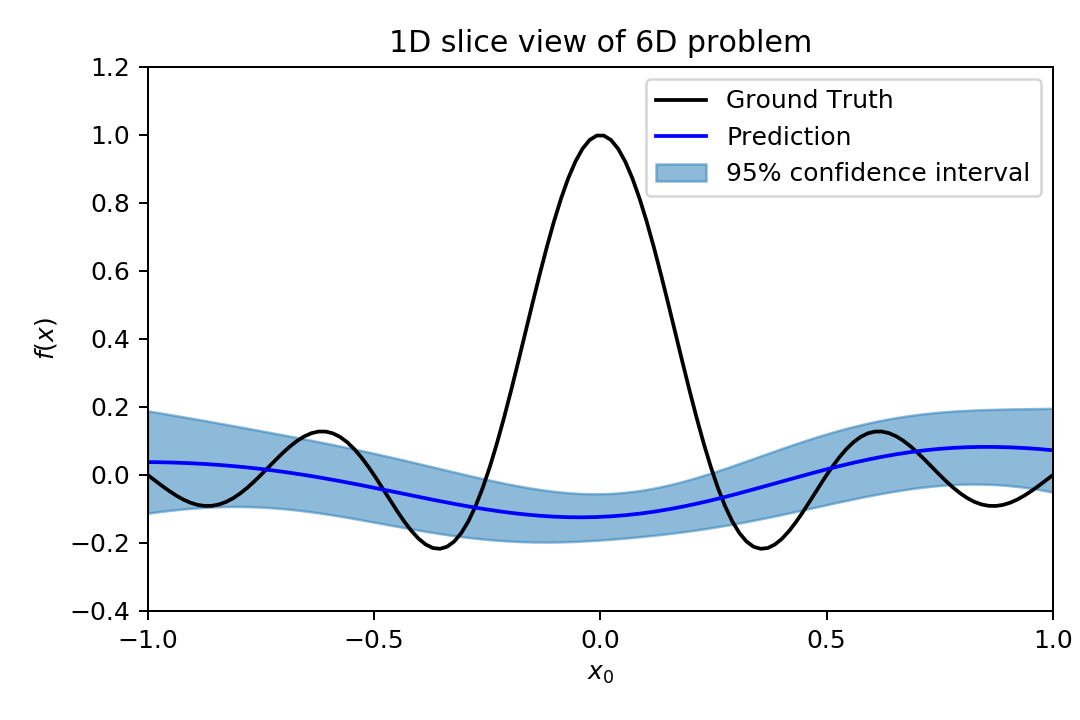 1D slice view of 6D problem
1.2
1.0
0.8
0.6
0.4
0.2
0.0
−0.2
−0.4
f(x)
Ground Truth
Prediction
95% confidence interval
−1.0 −0.5 0.0 0.5 1.0
x₀